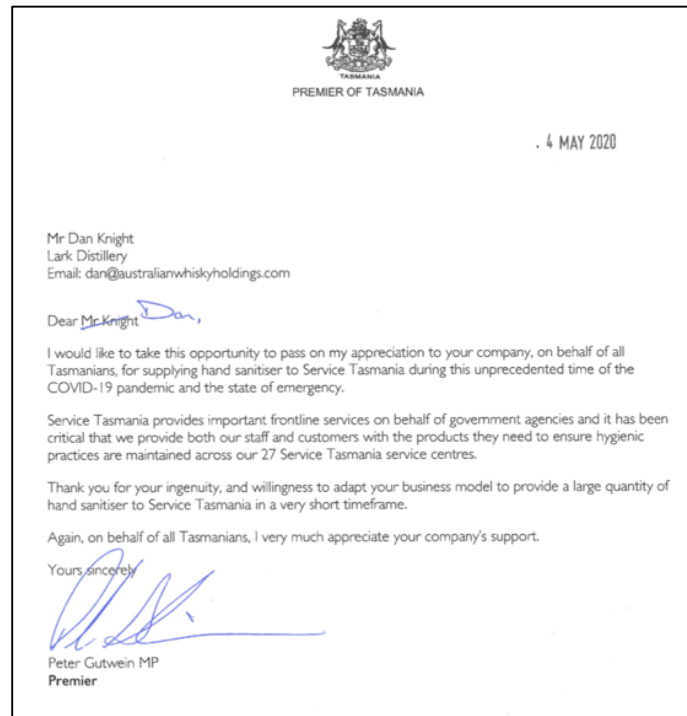 TASMANIA
PREMIER OF TASMANIA
. 4 MAY 2020
Mr Dan Knight
Lark Distillery
Email: dan@australianwhiskyholdings.com
Dear Mr Knight Dan,
I would like to take this opportunity to pass on my appreciation to your company, on behalf of all
Tasmanians, for supplying hand sanitiser to Service Tasmania during this unprecedented time of the
COVID-19 pandemic and the state of emergency.
Service Tasmania provides important frontline services on behalf of government agencies and it has been
critical that we provide both our staff and customers with the products they need to ensure hygienic
practices are maintained across our 27 Service Tasmania service centres.
Thank you for your ingenuity, and willingness to adapt your business model to provide a large quantity of
hand sanitiser to Service Tasmania in a very short timeframe.
Again, on behalf of all Tasmanians, I very much appreciate your company's support.
Yours sincerely
Peter Gutwein MP
Premier